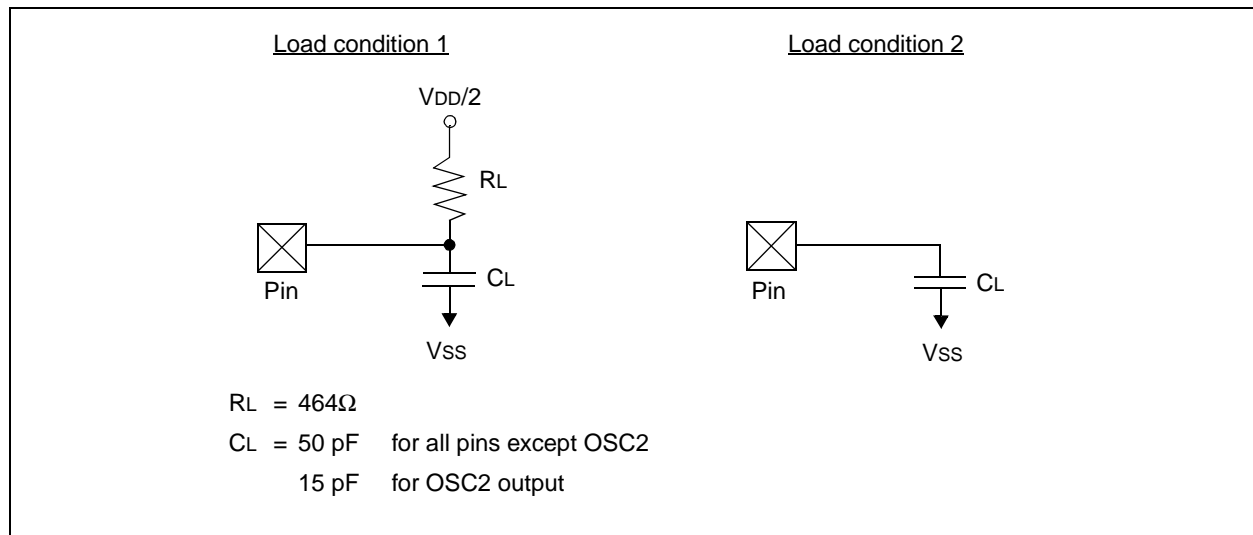 Load condition 1
Load condition 2
VDD/2
RL
Pin
CL
VSS
Pin
CL
VSS
RL = 464Ω
CL = 50 pF for all pins except OSC2
15 pF for OSC2 output